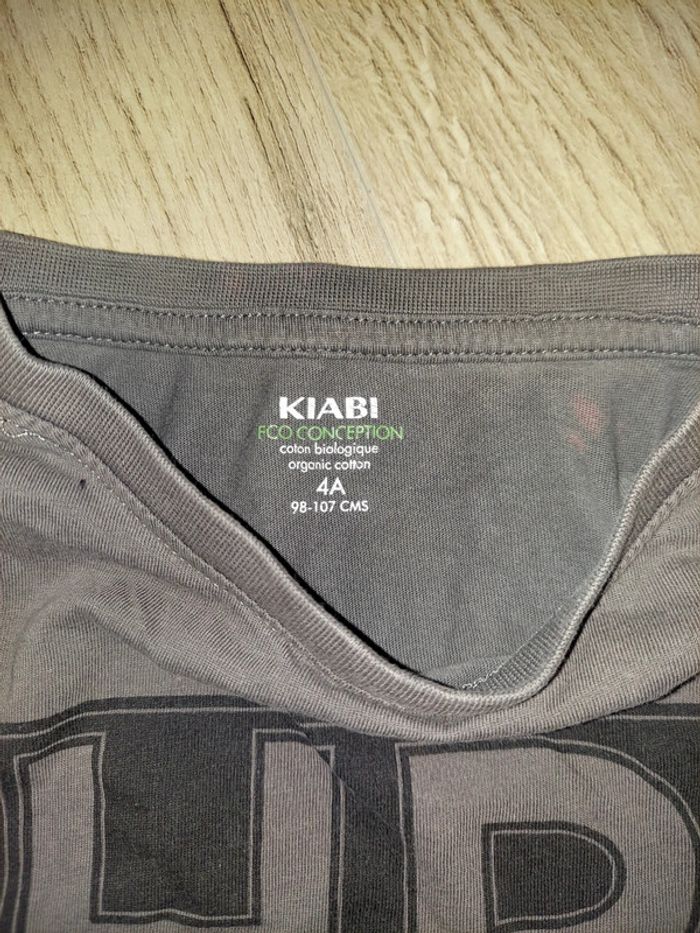 KIABI
ECO CONCEPTION
coton biologique
organic cotton
4A
98-107 CMS